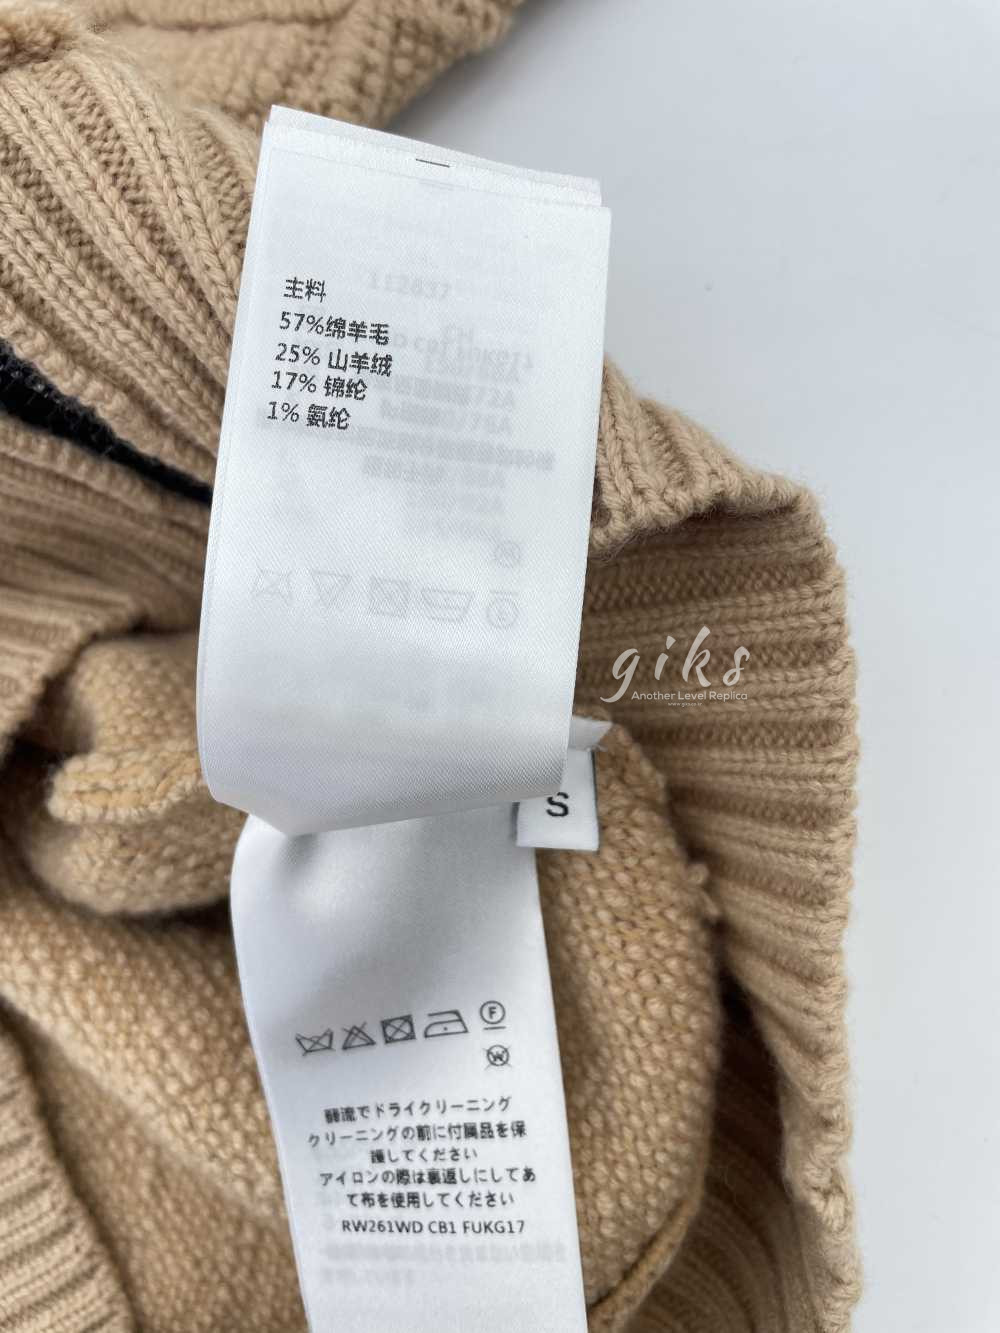 主料
57%绵羊毛
25% 山羊绒
17% 锦纶
1% 氨纶
giks
Another Level Replica
S
F
W
弱流でドライクリーニング
クリーニングの前に付属品を保
護してください
アイロンの際は裏返しにしてあ
て布を使用してください
RW261WD CB1 FUKG17